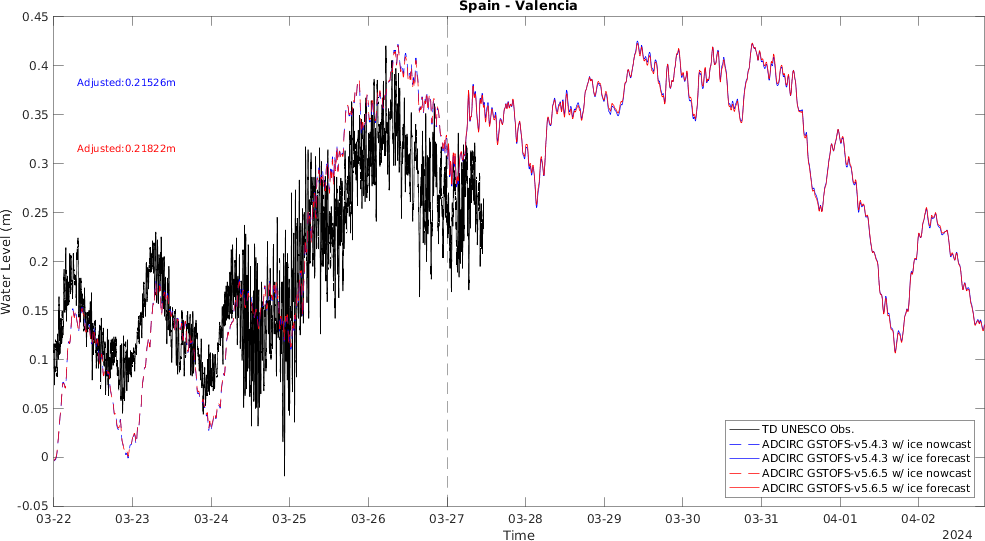 Spain - Valencia
0.45
0.4
0.35
0.3
0.25
0.2
0.15
0.1
0.05
0
-0.05
Water Level (m)
Adjusted:0.21526m
Adjusted:0.21822m
TD UNESCO Obs.
ADCIRC GSTOFS-v5.4.3 w/ ice nowcast
ADCIRC GSTOFS-v5.4.3 w/ ice forecast
ADCIRC GSTOFS-v5.6.5 w/ ice nowcast
ADCIRC GSTOFS-v5.6.5 w/ ice forecast
03-22 03-23 03-24 03-25 03-26 03-27 03-28 03-29 03-30 03-31 04-01 04-02
Time
2024